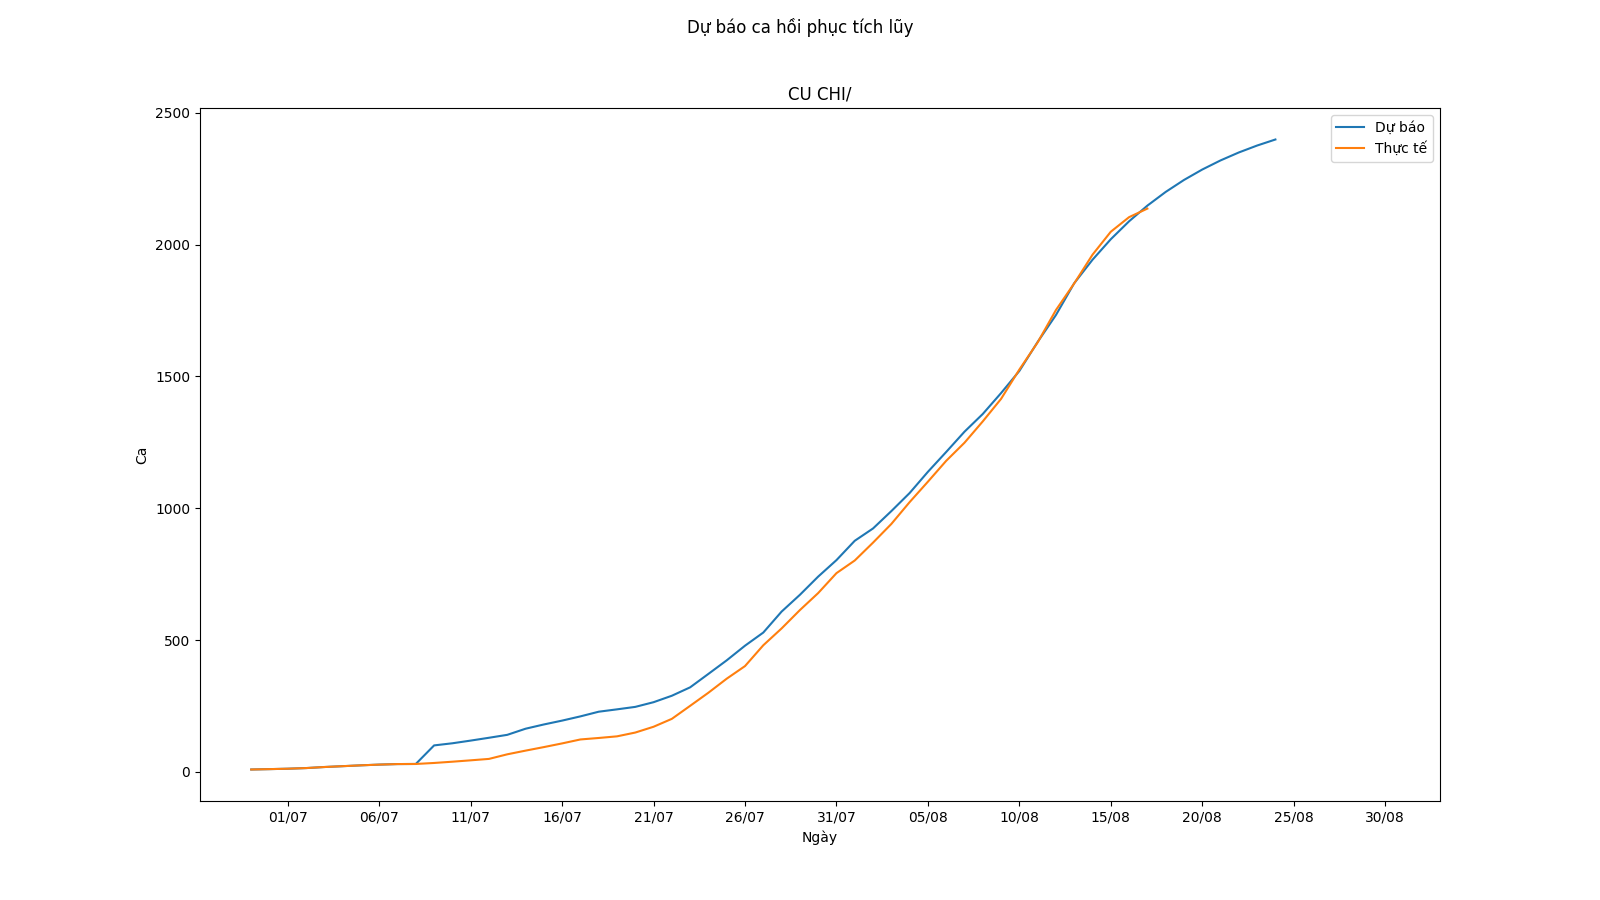 Dự báo ca hồi phục tích lũy
CU CHI/
2500
2000
1500
1000
500
0
Ca
Dự báo
Thực tế
01/07 06/07 11/07 16/07 21/07 26/07 31/07 05/08 10/08 15/08 20/08 25/08 30/08
Ngày